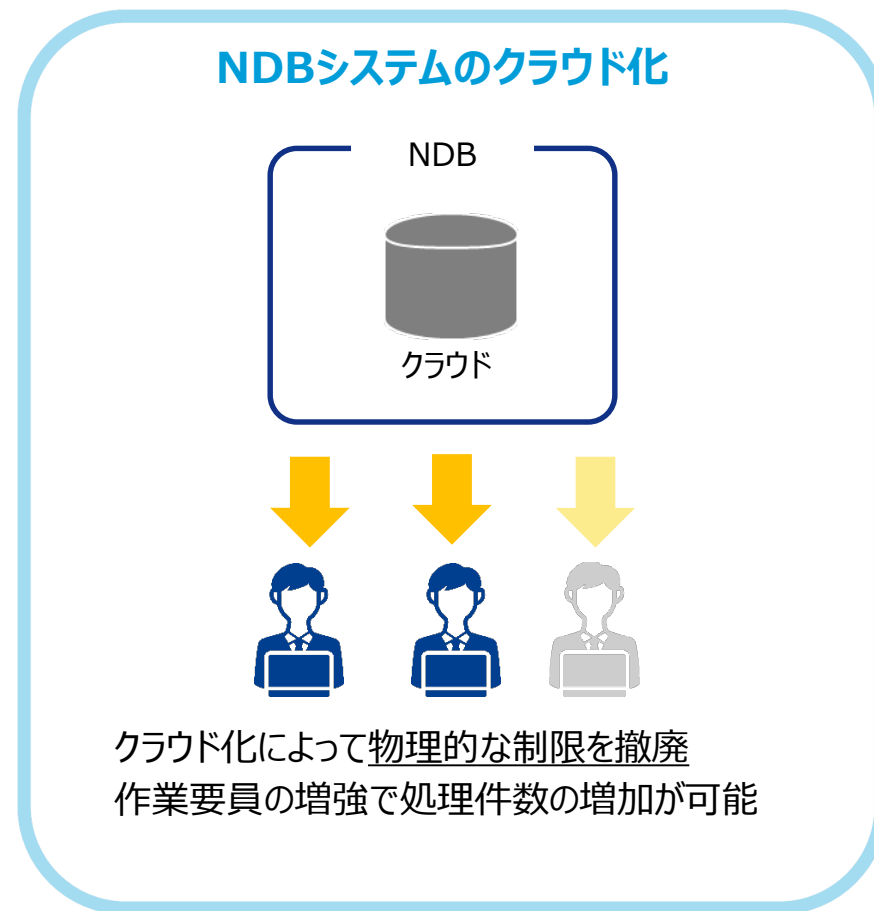 NDBシステムのクラウド化
NDB
クラウド
クラウド化によって物理的な制限を撤廃
作業要員の増強で処理件数の増加が可能